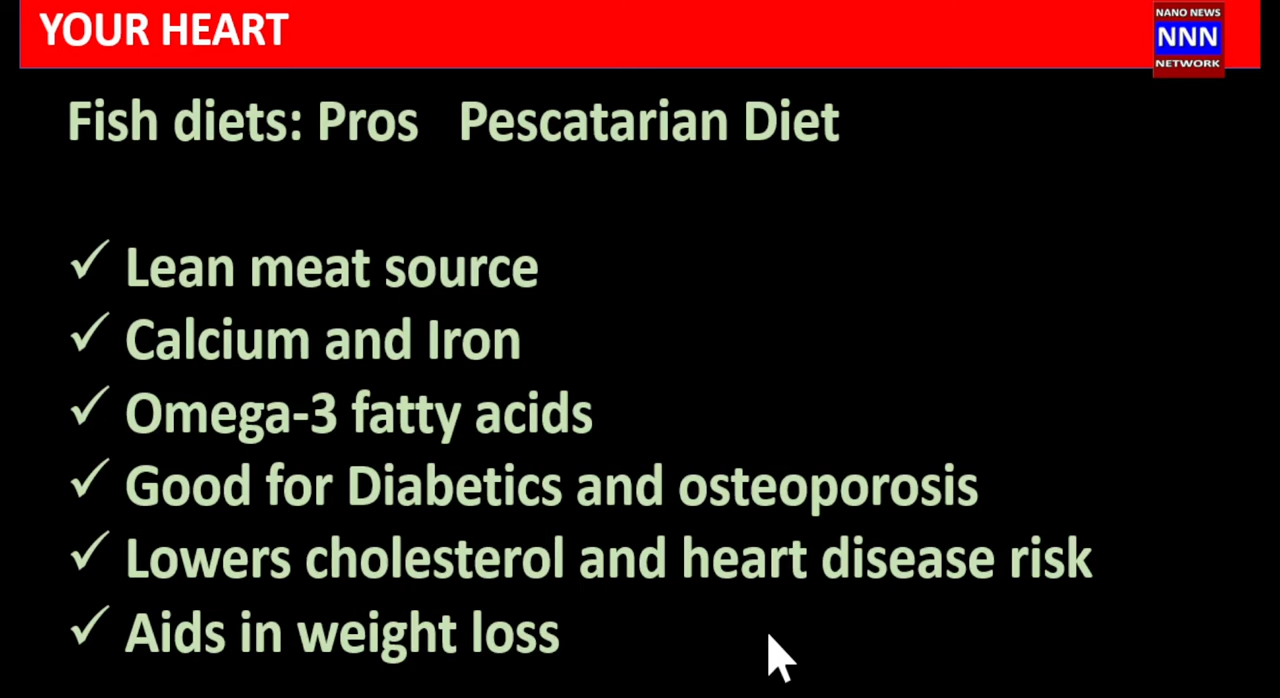 YOUR HEART
NANO NEWS
NNN
NETWORK
Fish diets: Pros Pescatarian Diet
✓ Lean meat source
✓ Calcium and Iron
✓ Omega-3 fatty acids
✓ Good for Diabetics and osteoporosis
✓ Lowers cholesterol and heart disease risk
✓ Aids in weight loss